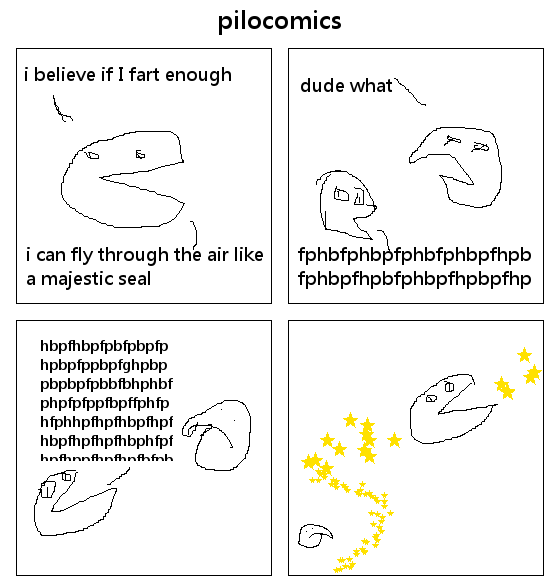 pilocomics
i believe if I fart enough
i can fly through the air like
a majestic seal
dude what
fphbfphbpfphbfphbpfhpb
fphbpfhpbfphbpfhpbpfhp
hbpfhbpfpbfpbpfp
hpbpfppbpfghpbp
pbpbpfpbbfbhphbf
phpfpfppfbpffphfp
hfphhpfhpfhbpfhpf
hbpfhpfhpfhbphfpf